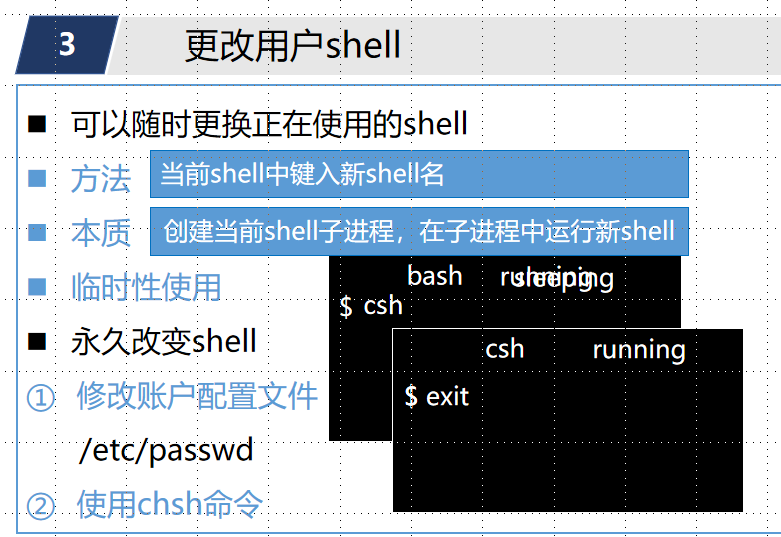 3
更改用户shell
可以随时更换正在使用的shell
方法
当前shell中键入新shell名
本质
创建当前shell子进程，在子进程中运行新shell
临时性使用
bash running sleeping
$ csh
永久改变shell
csh running
① 修改账户配置文件
$ exit
/etc/passwd
② 使用chsh命令